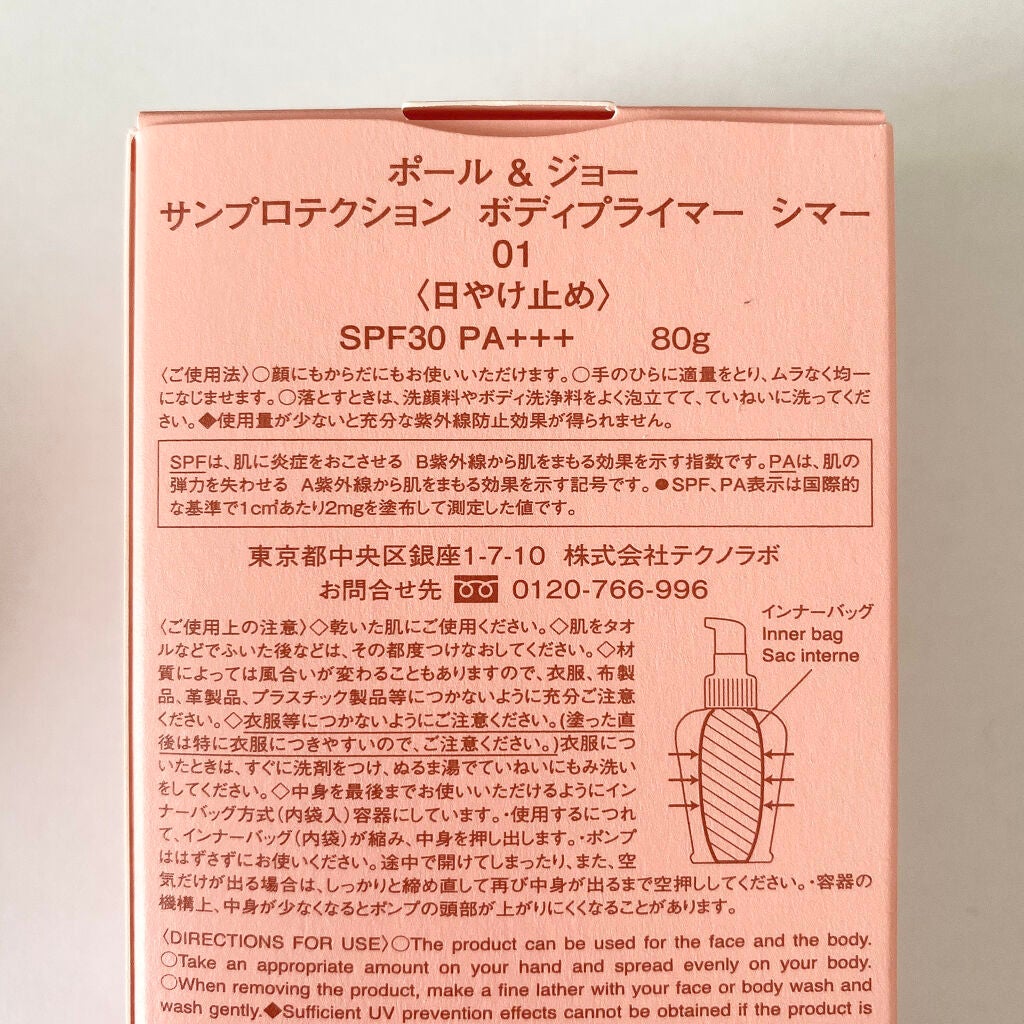 ポール & ジョー
サンプロテクション ボディプライマー シマー
01
〈日やけ止め〉
SPF30 PA+++ 80g
〈ご使用法〉○顔にもからだにもお使いいただけます。○手のひらに適量をとり、ムラなく均一
になじませます。○落とすときは、洗顔料やボディ洗浄料をよく泡立てて、ていねいに洗ってくだ
さい。◆使用量が少ないと充分な紫外線防止効果が得られません。
SPFは、肌に炎症をおこさせる B紫外線から肌をまもる効果を示す指数です。PAは、肌の
弾力を失わせる A紫外線から肌をまもる効果を示す記号です。●SPF、PA表示は国際的
な基準で1c㎡あたり2mgを塗布して測定した値です。
東京都中央区銀座1-7-10 株式会社テクノラボ
お問合せ先 0120-766-996
インナーバッグ
Inner bag
Sac interne
〈ご使用上の注意〉◇乾いた肌にご使用ください。◇肌をタオ
ルなどでふいた後などは、その都度つけなおしてください。◇材
質によっては風合いが変わることもありますので、衣服、布製
品、革製品、プラスチック製品等につかないように充分ご注意
ください。◇衣服等につかないようにご注意ください。(塗った直
後は特に衣服につきやすいので、ご注意ください。)衣服につ
いたときは、すぐに洗剤をつけ、ぬるま湯でていねいにもみ洗い
をしてください。◇中身を最後までお使いいただけるようにイン
ナーバッグ方式(内袋入)容器にしています。・使用するにつれ
て、インナーバッグ(内袋)が縮み、中身を押し出します。・ポンプ
ははずさずにお使いください。途中で開けてしまったり、また、空
気だけが出る場合は、しっかりと締め直して再び中身が出るまで空押ししてください。・容器の
機構上、中身が少なくなるとポンプの頭部が上がりにくくなることがあります。
〈DIRECTIONS FOR USE〉○The product can be used for the face and the body.
○Take an appropriate amount on your hand and spread evenly on your body.
○When removing the product, make a fine lather with your face or body wash and
wash gently.◆Sufficient UV prevention effects cannot be obtained if the product is